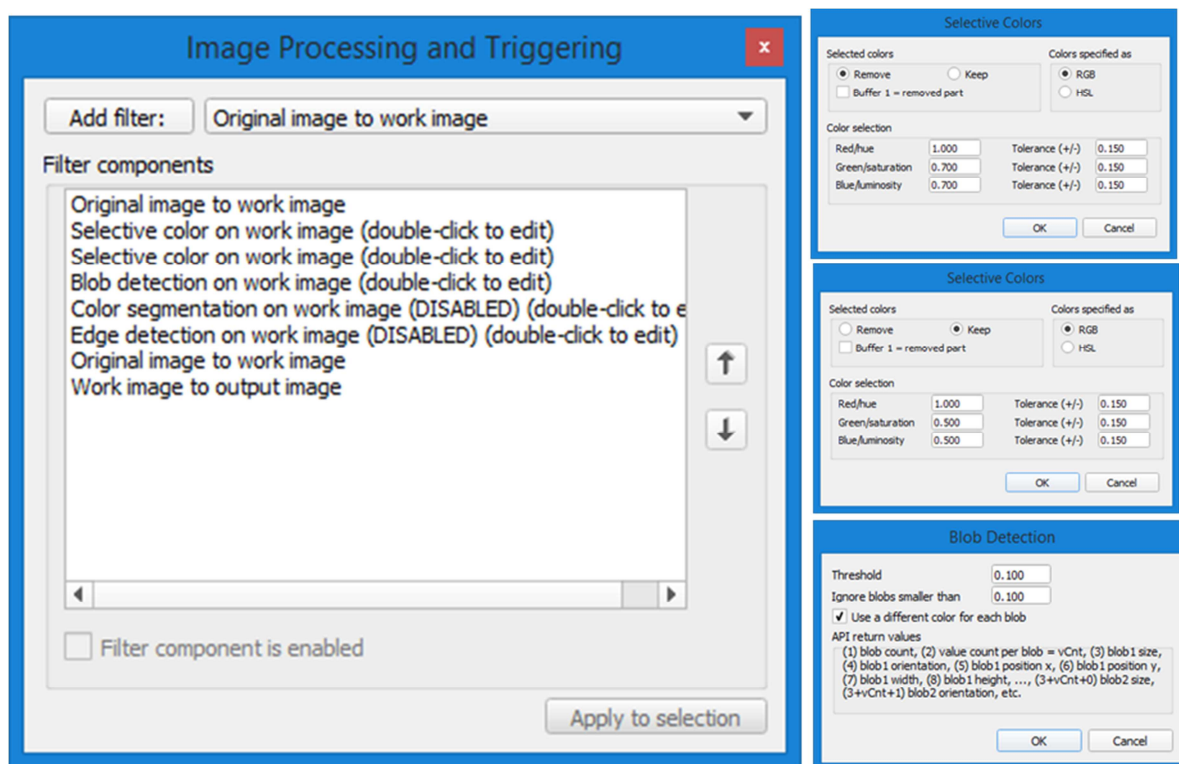 Image Processing and Triggering
x
Add filter:
Original image to work image
Filter components
Original image to work image
Selective color on work image (double-click to edit)
Selective color on work image (double-click to edit)
Blob detection on work image (double-click to edit)
Color segmentation on work image (DISABLED) (double-click to e
Edge detection on work image (DISABLED) (double-click to edit)
Original image to work image
Work image to output image
Filter component is enabled
Apply to selection
Selective Colors
Selected colors
Colors specified as
Remove Keep RGB
Buffer 1 = removed part HSL
Color selection
Red/hue 1.000 Tolerance (+/-) 0.150
Green/saturation 0.700 Tolerance (+/-) 0.150
Blue/luminosity 0.700 Tolerance (+/-) 0.150
OK Cancel
Selective Colors
Selected colors
Colors specified as
Remove Keep RGB
Buffer 1 = removed part HSL
Color selection
Red/hue 1.000 Tolerance (+/-) 0.150
Green/saturation 0.500 Tolerance (+/-) 0.150
Blue/luminosity 0.500 Tolerance (+/-) 0.150
OK Cancel
Blob Detection
Threshold 0.100
Ignore blobs smaller than 0.100
Use a different color for each blob
API return values
(1) blob count, (2) value count per blob = vCnt, (3) blob1 size,
(4) blob1 orientation, (5) blob1 position x, (6) blob1 position y,
(7) blob1 width, (8) blob1 height, ..., (3+vCnt+0) blob2 size,
(3+vCnt+1) blob2 orientation, etc.
OK Cancel